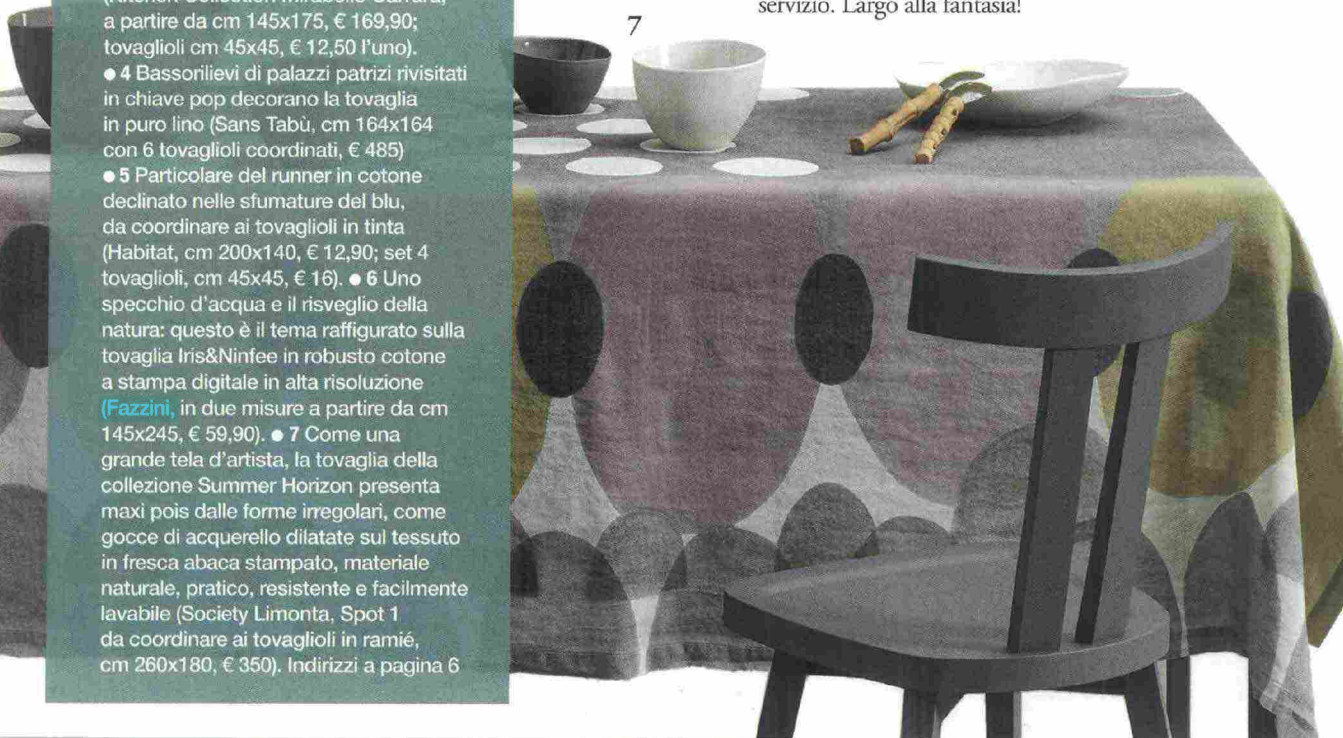 (Kitchen Collection Mirabello Carrara,
a partire da cm 145x175, € 169,90;
tovaglioli cm 45x45, € 12,50 l'uno).
● 4 Bassorilievi di palazzi patrizi rivisitati
in chiave pop decorano la tovaglia
in puro lino (Sans Tabù, cm 164x164
con 6 tovaglioli coordinati, € 485)
● 5 Particolare del runner in cotone
declinato nelle sfumature del blu,
da coordinare ai tovaglioli in tinta
(Habitat, cm 200x140, € 12,90; set 4
tovaglioli, cm 45x45, € 16). ● 6 Uno
specchio d'acqua e il risveglio della
natura: questo è il tema raffigurato sulla
tovaglia Iris&Ninfee in robusto cotone
a stampa digitale in alta risoluzione
(Fazzini, in due misure a partire da cm
145x245, € 59,90). ● 7 Come una
grande tela d'artista, la tovaglia della
collezione Summer Horizon presenta
maxi pois dalle forme irregolari, come
gocce di acquerello dilatate sul tessuto
in fresca abaca stampato, materiale
naturale, pratico, resistente e facilmente
lavabile (Society Limonta, Spot 1
da coordinare ai tovaglioli in ramié,
cm 260x180, € 350). Indirizzi a pagina 6
7
servizio. Largo alla fantasia!